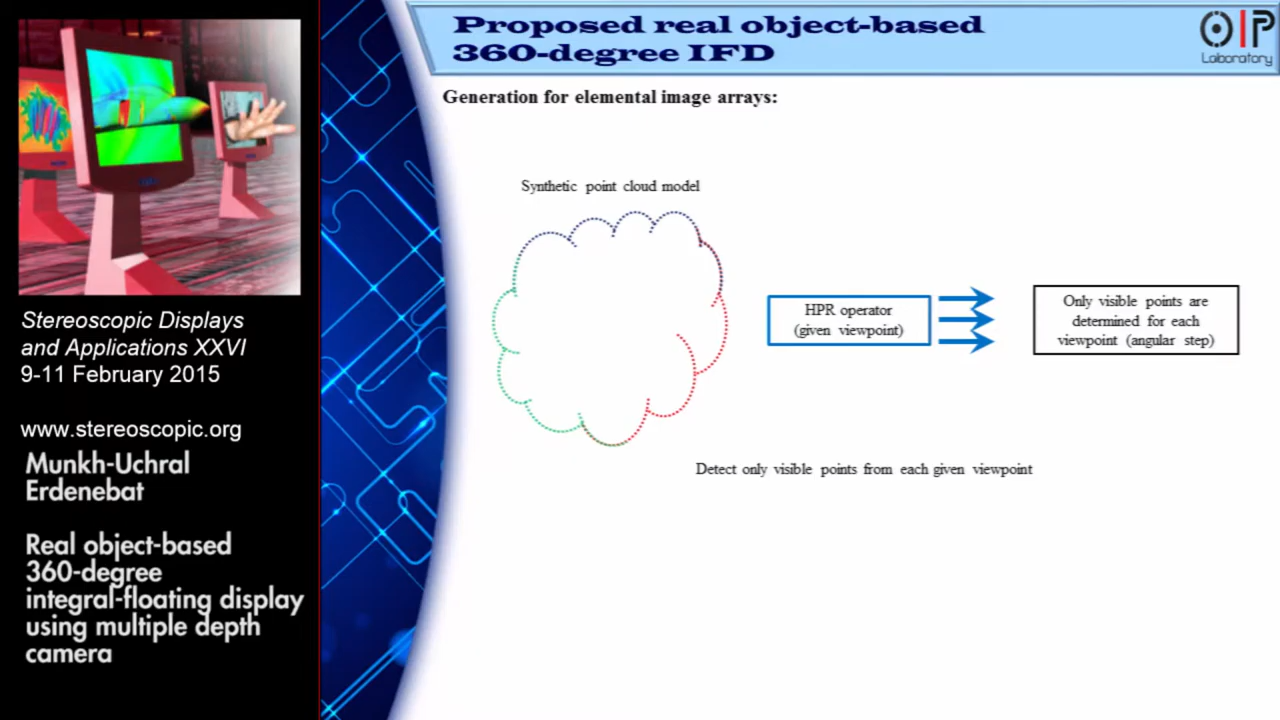 Proposed real object-based
360-degree IFD
OIP
Laboratory
Generation for elemental image arrays:
Synthetic point cloud model
HPR operator
(given viewpoint)
Only visible points are
determined for each
viewpoint (angular step)
Detect only visible points from each given viewpoint
Stereoscopic Displays
and Applications XXVI
9-11 February 2015
www.stereoscopic.org
Munkh-Uchral
Erdenebat
Real object-based
360-degree
integral-floating display
using multiple depth
camera